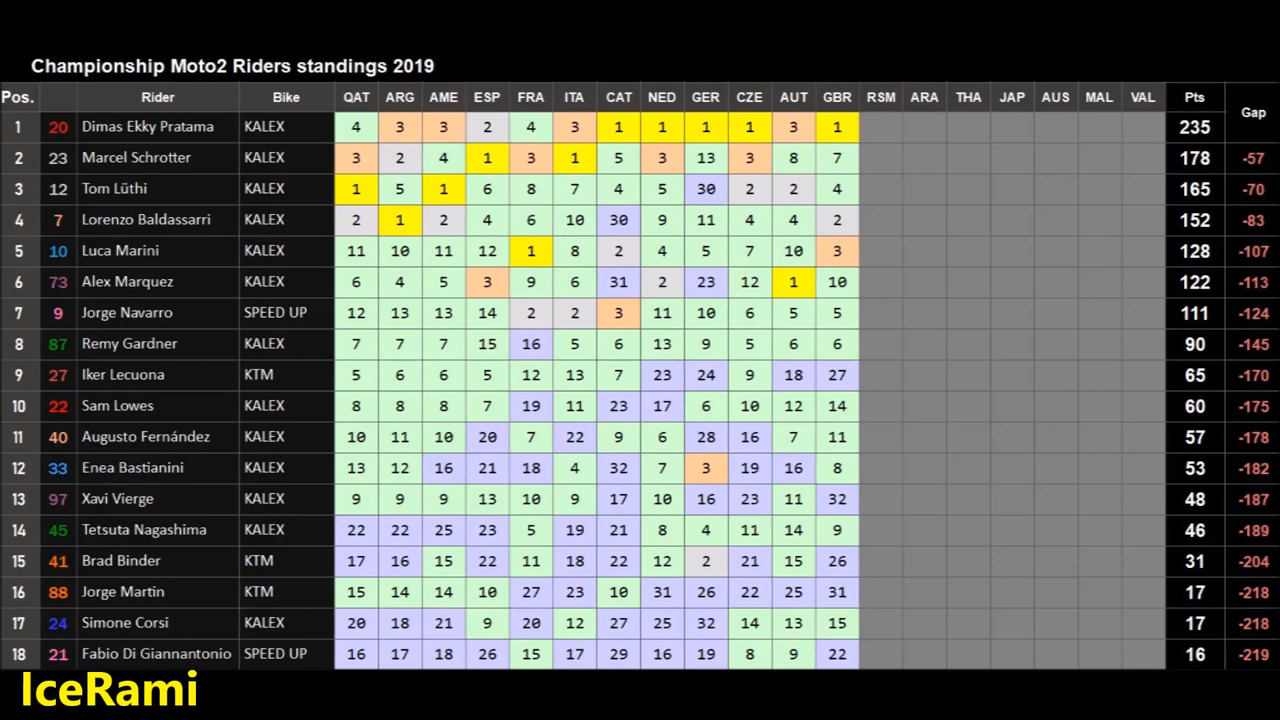 Championship Moto2 Riders standings 2019
Pos. Rider Bike QAT ARG AME ESP FRA ITA CAT NED GER CZE AUT GBR RSM ARA THA JAP AUS MAL VAL Pts Gap
1 20 Dimas Ekky Pratama KALEX 4 3 3 2 4 3 1 1 1 1 3 1 235
2 23 Marcel Schrotter KALEX 3 2 4 1 3 1 5 3 13 3 8 7 178 -57
3 12 Tom Lüthi KALEX 1 5 1 6 8 7 4 5 30 2 2 4 165 -70
4 7 Lorenzo Baldassarri KALEX 2 1 2 4 6 10 30 9 11 4 4 2 152 -83
5 10 Luca Marini KALEX 11 10 11 12 1 8 2 4 5 7 10 3 128 -107
6 73 Alex Marquez KALEX 6 4 5 3 9 6 31 2 23 12 1 10 122 -113
7 9 Jorge Navarro SPEED UP 12 13 13 14 2 2 3 11 10 6 5 5 111 -124
8 87 Remy Gardner KALEX 7 7 7 15 16 5 6 13 9 5 6 6 90 -145
9 27 Iker Lecuona KTM 5 6 6 5 12 13 7 23 24 9 18 27 65 -170
10 22 Sam Lowes KALEX 8 8 8 7 19 11 23 17 6 10 12 14 60 -175
11 40 Augusto Fernández KALEX 10 11 10 20 7 22 9 6 28 16 7 11 57 -178
12 33 Enea Bastianini KALEX 13 12 16 21 18 4 32 7 3 19 16 8 53 -182
13 97 Xavi Vierge KALEX 9 9 9 13 10 9 17 10 16 23 11 32 48 -187
14 45 Tetsuta Nagashima KALEX 22 22 25 23 5 19 21 8 4 11 14 9 46 -189
15 41 Brad Binder KTM 17 16 15 22 11 18 22 12 2 21 15 26 31 -204
16 88 Jorge Martin KTM 15 14 14 10 27 23 10 31 26 22 25 31 17 -218
17 24 Simone Corsi KALEX 20 18 21 9 20 12 27 25 32 14 13 15 17 -218
18 21 Fabio Di Giannantonio SPEED UP 16 17 18 26 15 17 29 16 19 8 9 22 16 -219
IceRami